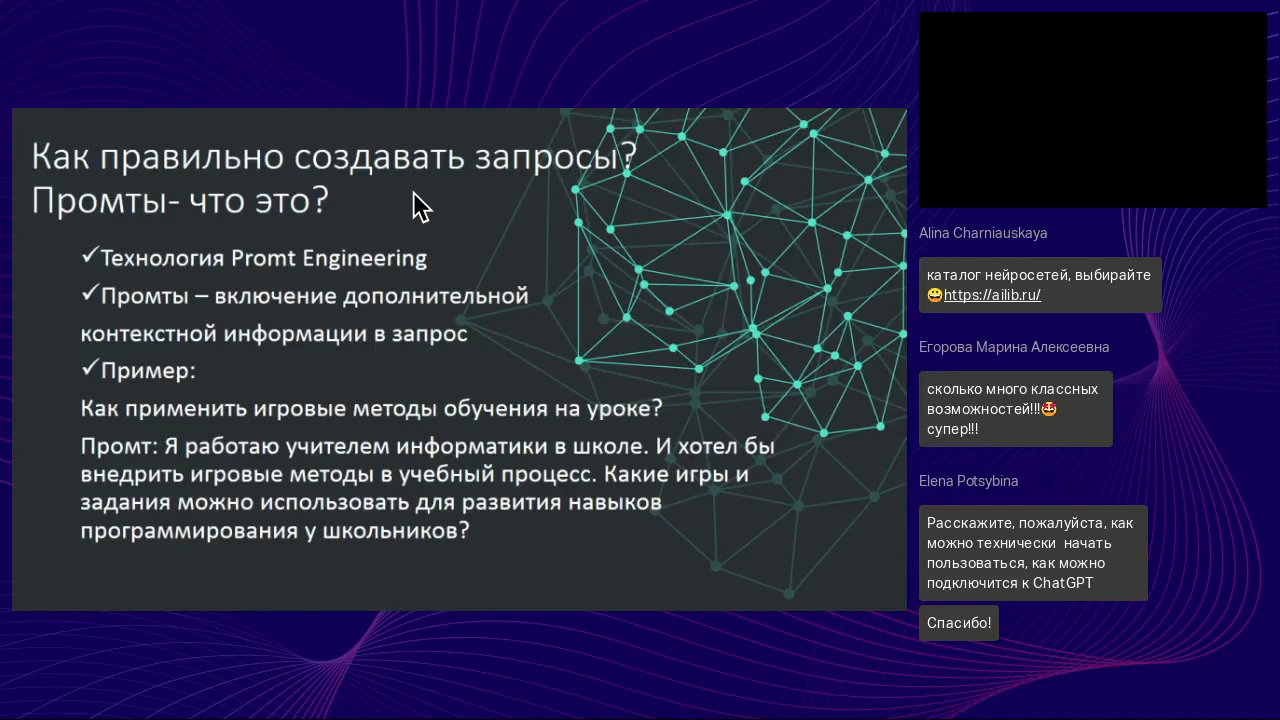 Как правильно создавать запросы?
Промты- что это?
✓Технология Promt Engineering
✓Промты – включение дополнительной
контекстной информации в запрос
✓Пример:
Как применить игровые методы обучения на уроке?
Промт: Я работаю учителем информатики в школе. И хотел бы
внедрить игровые методы в учебный процесс. Какие игры и
задания можно использовать для развития навыков
программирования у школьников?
Alina Charniauskaya
каталог нейросетей, выбирайте
😀https://ailib.ru/
Егорова Марина Алексеевна
сколько много классных
возможностей!!!🤩
супер!!!
Elena Potsybina
Расскажите, пожалуйста, как
можно технически  начать
пользоваться, как можно
подключится к ChatGPT
Спасибо!